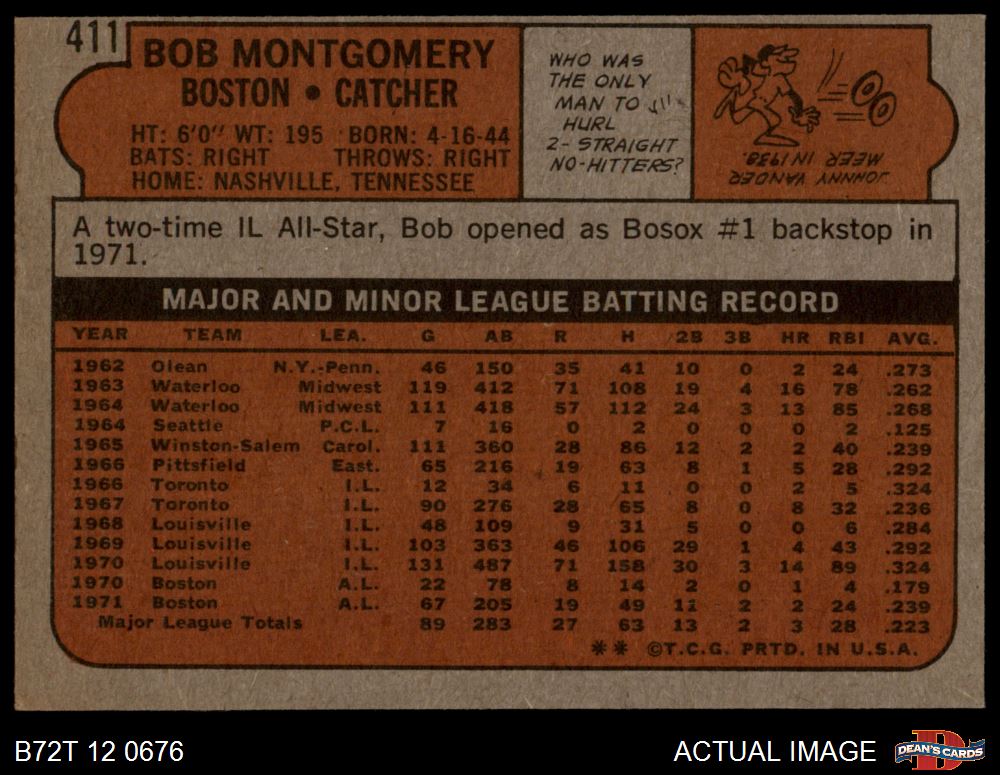 411
BOB MONTGOMERY
BOSTON • CATCHER
HT: 6'0" WT: 195 BORN: 4-16-44
BATS: RIGHT THROWS: RIGHT
HOME: NASHVILLE, TENNESSEE
WHO WAS
THE ONLY
MAN TO
HURL
2- STRAIGHT
NO-HITTERS?
JOHNNY VANDER
MEER IN 1938.
A two-time IL All-Star, Bob opened as Bosox #1 backstop in
1971.
MAJOR AND MINOR LEAGUE BATTING RECORD
YEAR TEAM LEA. G AB R H 2B 3B HR RBI AVG.
1962 Olean N.Y.-Penn. 46 150 35 41 10 0 2 24 .273
1963 Waterloo Midwest 119 412 71 108 19 4 16 78 .262
1964 Waterloo Midwest 111 418 57 112 24 3 13 85 .268
1964 Seattle P.C.L. 7 16 0 2 0 0 0 2 .125
1965 Winston-Salem Carol. 111 360 28 86 12 2 2 40 .239
1966 Pittsfield East. 65 216 19 63 8 1 5 28 .292
1966 Toronto I.L. 12 34 6 11 0 0 2 5 .324
1967 Toronto I.L. 90 276 28 65 8 0 8 32 .236
1968 Louisville I.L. 48 109 9 31 5 0 0 6 .284
1969 Louisville I.L. 103 363 46 106 29 1 4 43 .292
1970 Louisville I.L. 131 487 71 158 30 3 14 89 .324
1970 Boston A.L. 22 78 8 14 2 0 1 4 .179
1971 Boston A.L. 67 205 19 49 11 2 2 24 .239
Major League Totals 89 283 27 63 13 2 3 28 .223
** ©T.C.G. PRTD. IN U.S.A.
B72T 12 0676
ACTUAL IMAGE
D
DEAN'S CARDS